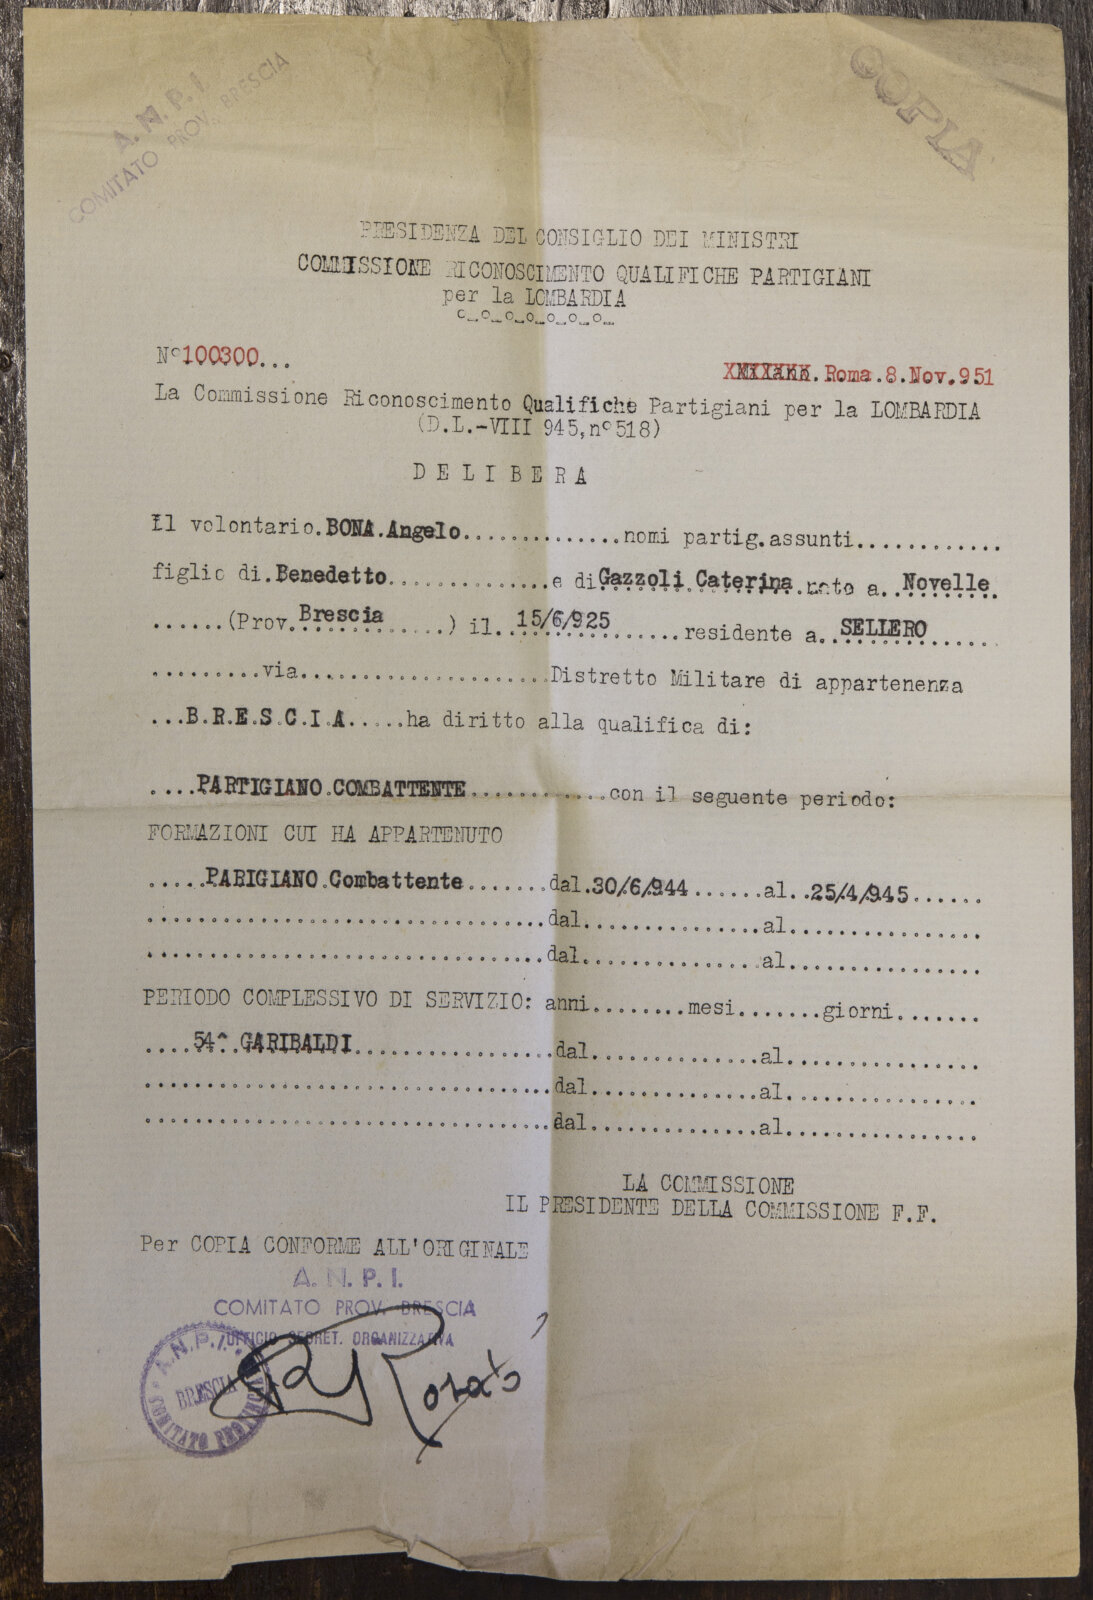 A. N. P. I
COMITATO PROV. BRESCIA
COPIA
PRESIDENZA DEL CONSIGLIO DEI MINISTRI
COMMISSIONE RICONOSCIMENTO QUALIFICHE PARTIGIANI
per la LOMBARDIA
N° 100300...
Milano. Roma.8.Nov.951
La Commissione Riconoscimento Qualifiche Partigiani per la LOMBARDIA
(D.L.-VIII 945,n°518)
D E L I B E R A
Il volontario.BONA.Angelo..............nomi partig.assunti............
figlio di.Benedetto..............e di Gazzoli Caterina.nato a..Novelle.
......(Prov.Brescia......) il..15/6/925......residente a..SELLERO......
.........via......................Distretto Militare di appartenenza
...B.R.E.S.C.I.A.....ha diritto alla qualifica di:
....PARTIGIANO.COMBATTENTE............con il seguente periodo:
FORMAZIONI CUI HA APPARTENUTO
.....PARIGIANO.Combattente.......dal.30/6/944......al..25/4/945......
................................dal...............al................
................................dal...............al................
PERIODO COMPLESSIVO DI SERVIZIO: anni........mesi.......giorni.......
....54^ GARIBALDI................dal..............al................
.................................dal..............al................
.................................dal..............al................
LA COMMISSIONE
IL PRESIDENTE DELLA COMMISSIONE F.F.
Per COPIA CONFORME ALL'ORIGINALE
A. N. P. I.
COMITATO PROV. BRESCIA
UFFICIO SEGRET. ORGANIZZATIVA
A.N.P.I.
BRESCIA
COMITATO PROVINCIALE